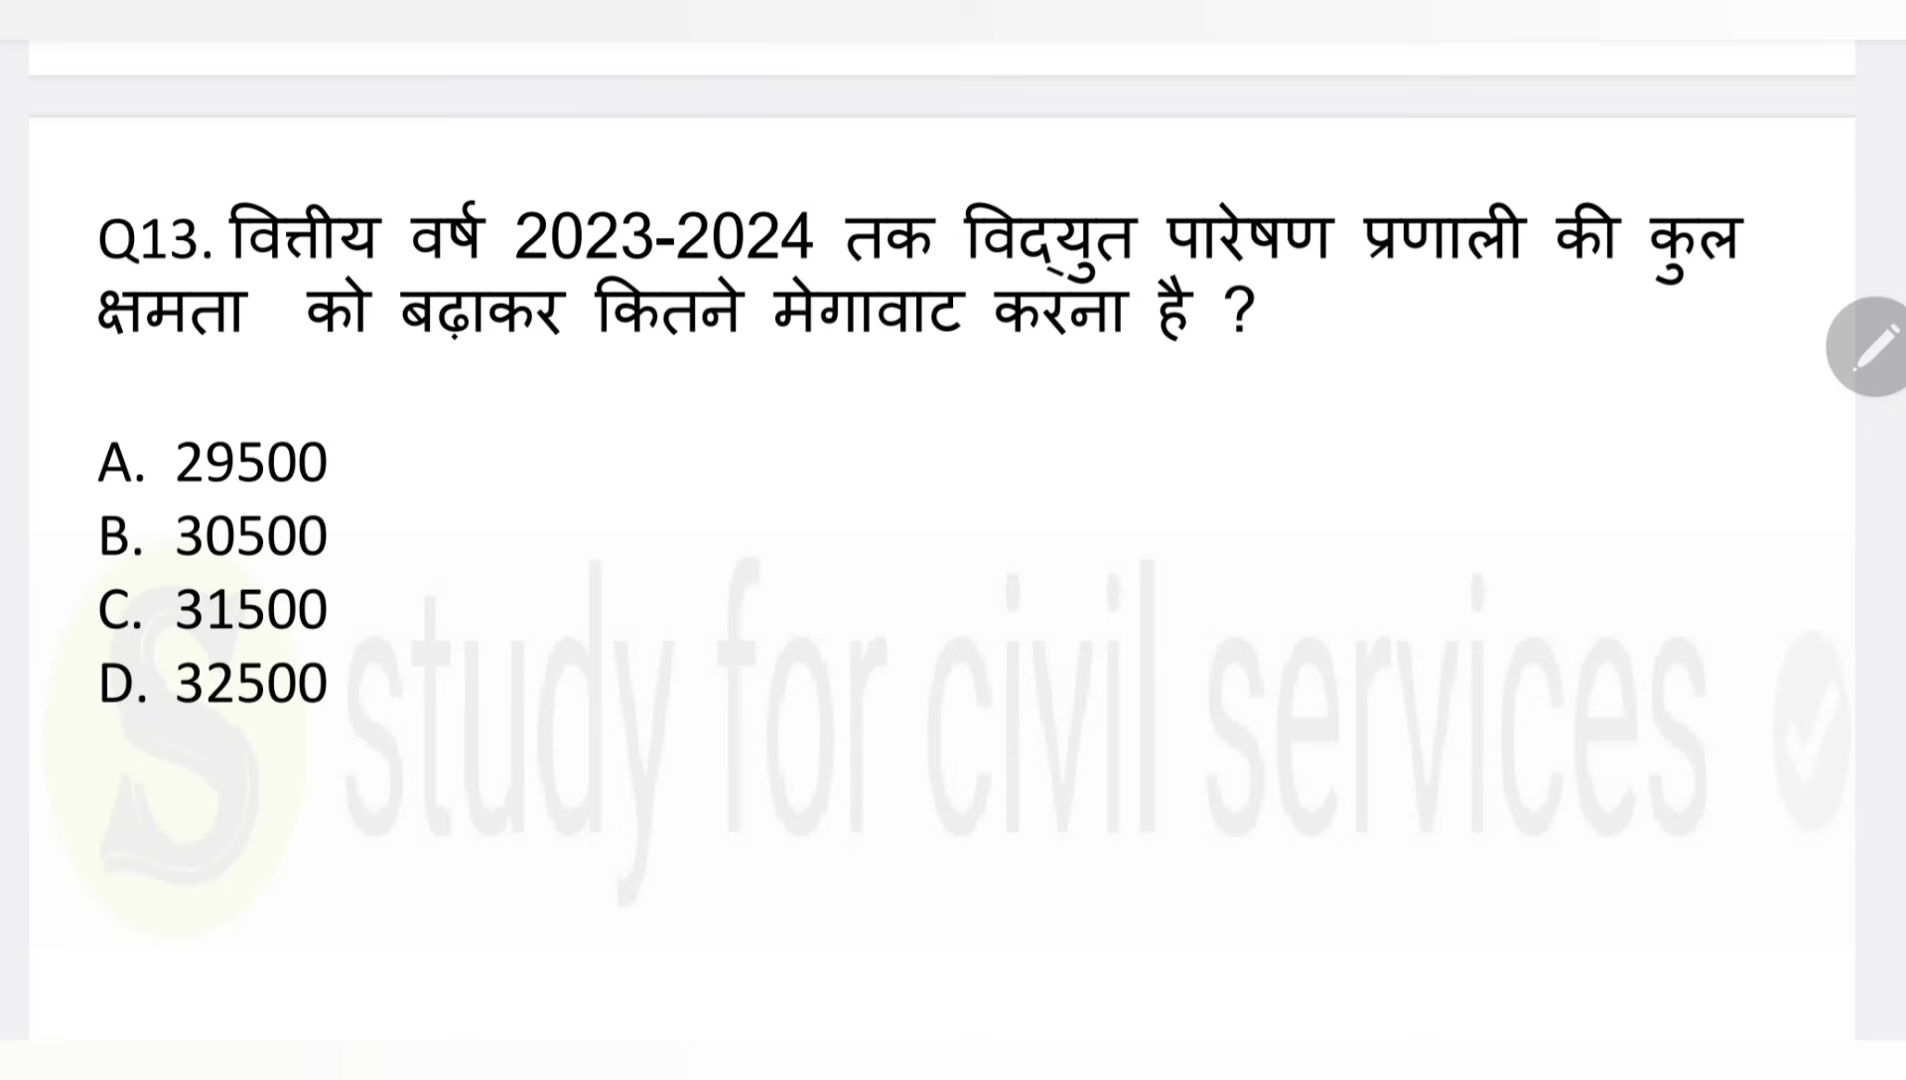 Q13. वित्तीय वर्ष 2023-2024 तक विद्युत पारेषण प्रणाली की कुल
क्षमता को बढ़ाकर कितने मेगावाट करना है ?
A. 29500
B. 30500
C. 31500
D. 32500
S study for civil services